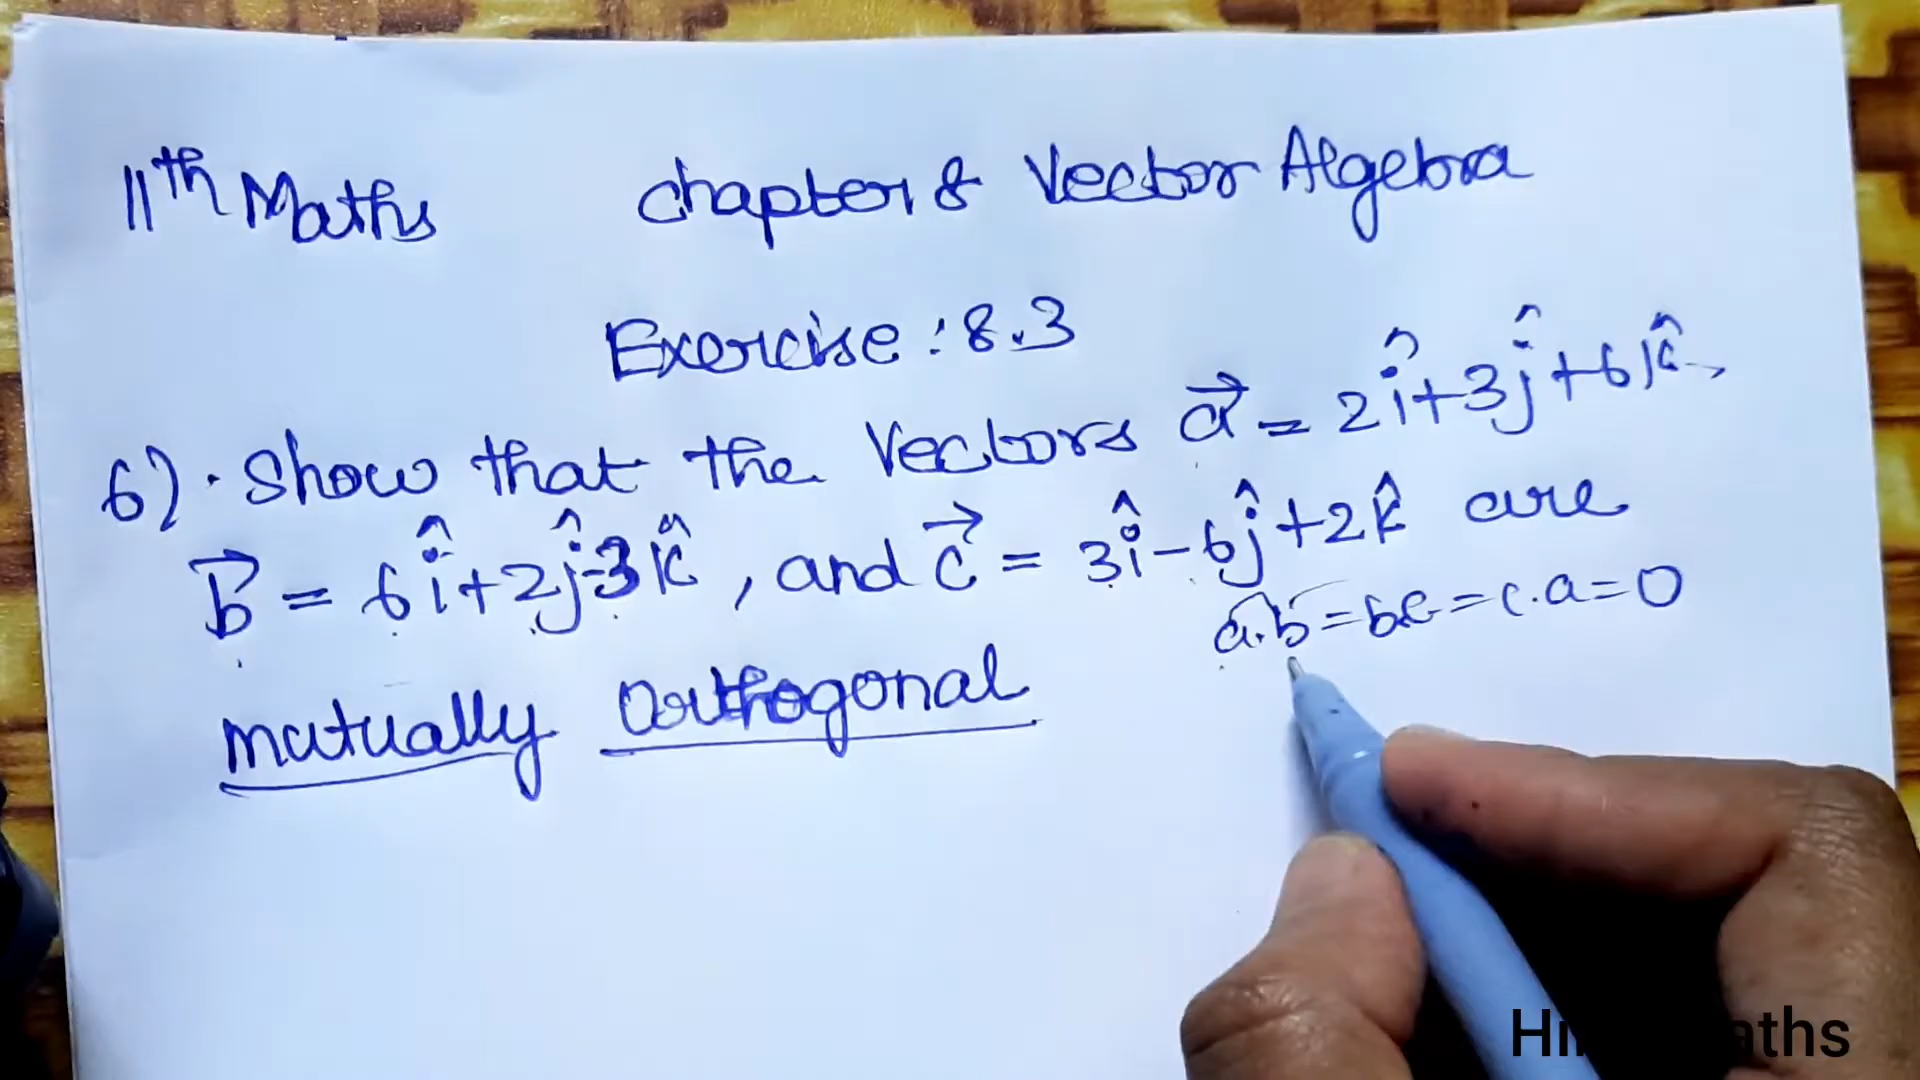 11th Maths chapter 8 Vector Algebra
Exercise : 8.3
6). Show that the Vectors a⃗ = 2î+3ĵ+6k̂,
b⃗ = 6î+2ĵ-3k̂, and c⃗ = 3î-6ĵ+2k̂ are
a.b=b.c=c.a=0
mutually Orthogonal